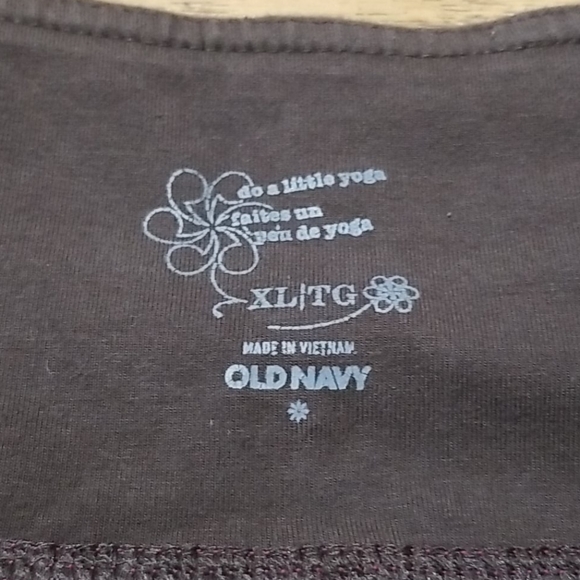 do a little yoga
faites un
peu de yoga
XL|TG
MADE IN VIETNAM
OLD NAVY